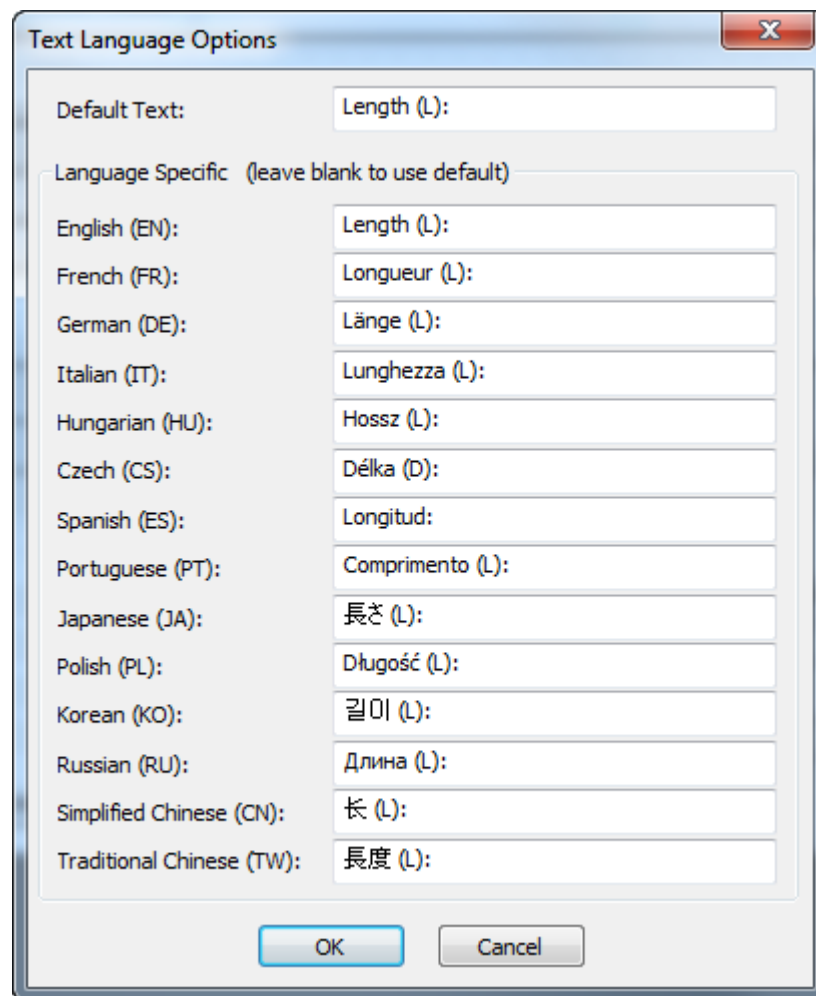 Text Language Options
Default Text: Length (L):
Language Specific (leave blank to use default)
English (EN): Length (L):
French (FR): Longueur (L):
German (DE): Länge (L):
Italian (IT): Lunghezza (L):
Hungarian (HU): Hossz (L):
Czech (CS): Délka (D):
Spanish (ES): Longitud:
Portuguese (PT): Comprimento (L):
Japanese (JA): 長さ (L):
Polish (PL): Długość (L):
Korean (KO): 길이 (L):
Russian (RU): Длина (L):
Simplified Chinese (CN): 长 (L):
Traditional Chinese (TW): 長度 (L):
OK Cancel